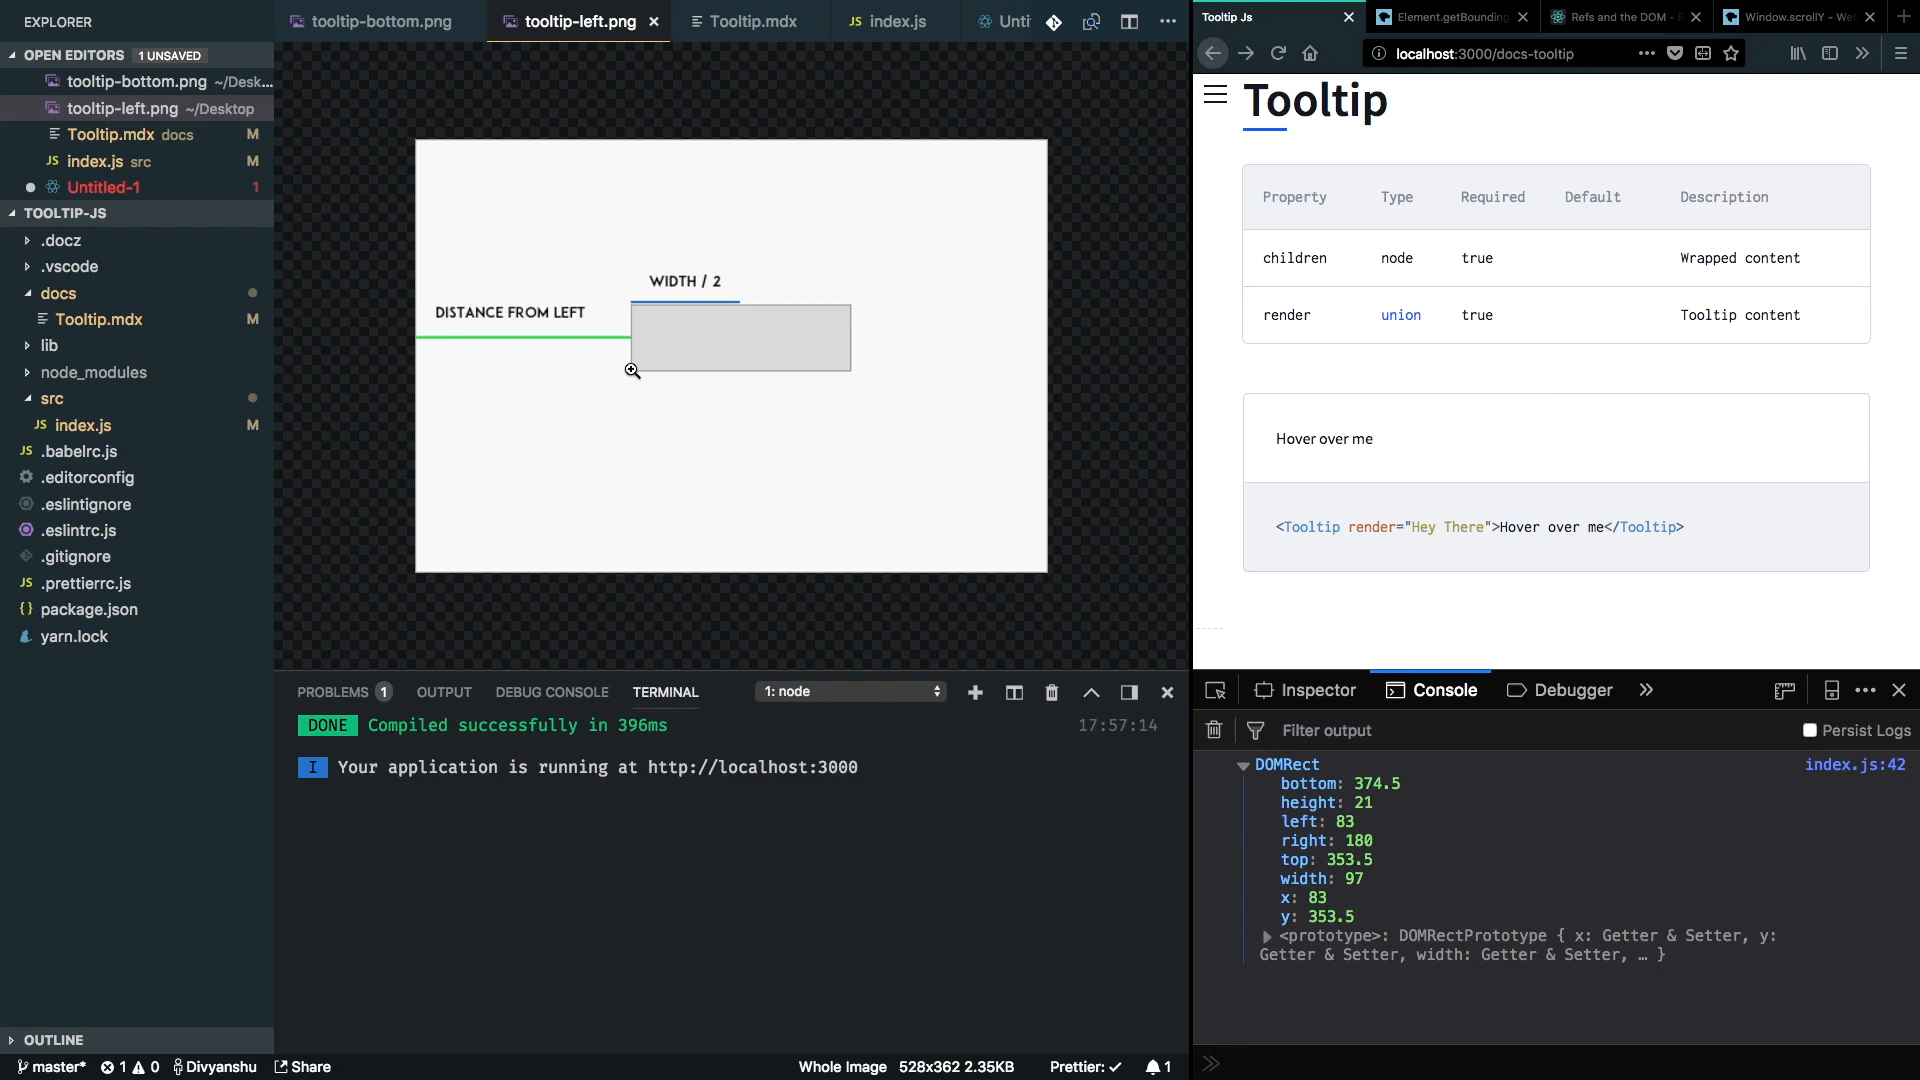 EXPLORER
OPEN EDITORS 1 UNSAVED
tooltip-bottom.png ~/Desk...
tooltip-left.png ~/Desktop
Tooltip.mdx docs M
JS index.js src M
Untitled-1 1
TOOLTIP-JS
.docz
.vscode
docs
Tooltip.mdx M
lib
node_modules
src
JS index.js M
JS .babelrc.js
.editorconfig
.eslintignore
.eslintrc.js
.gitignore
JS .prettierrc.js
{} package.json
yarn.lock
OUTLINE
master* 1 0 Divyanshu Share
tooltip-bottom.png tooltip-left.png Tooltip.mdx JS index.js Unti
WIDTH / 2
DISTANCE FROM LEFT
PROBLEMS 1 OUTPUT DEBUG CONSOLE TERMINAL 1: node
DONE Compiled successfully in 396ms 17:57:14
I Your application is running at http://localhost:3000
Whole Image 528x362 2.35KB Prettier: ✓ 1
Tooltip Js Element.getBounding Refs and the DOM - Window.scrollY - We
localhost:3000/docs-tooltip
Tooltip
Property Type Required Default Description
children node true Wrapped content
render union true Tooltip content
Hover over me
<Tooltip render="Hey There">Hover over me</Tooltip>
Inspector Console Debugger
Filter output Persist Logs
DOMRect index.js:42
bottom: 374.5
height: 21
left: 83
right: 180
top: 353.5
width: 97
x: 83
y: 353.5
<prototype>: DOMRectPrototype { x: Getter & Setter, y:
Getter & Setter, width: Getter & Setter, … }